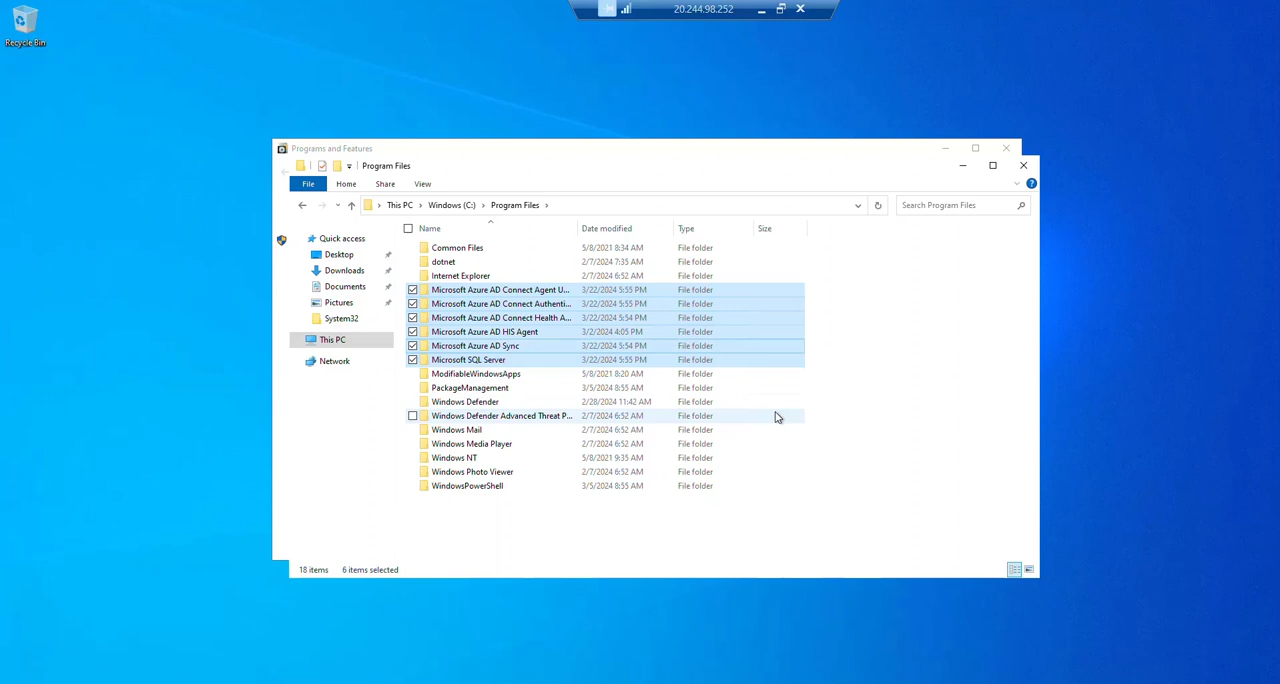 20.244.98.252
Recycle Bin
Programs and Features
Program Files
File Home Share View
This PC > Windows (C:) > Program Files >
Search Program Files
Name Date modified Type Size
Quick access
Desktop
Downloads
Documents
Pictures
System32
This PC
Network
Common Files 5/8/2021 8:34 AM File folder
dotnet 2/7/2024 7:35 AM File folder
Internet Explorer 2/7/2024 6:52 AM File folder
Microsoft Azure AD Connect Agent U... 3/22/2024 5:55 PM File folder
Microsoft Azure AD Connect Authenti... 3/22/2024 5:55 PM File folder
Microsoft Azure AD Connect Health A... 3/22/2024 5:54 PM File folder
Microsoft Azure AD HIS Agent 3/2/2024 4:05 PM File folder
Microsoft Azure AD Sync 3/22/2024 5:54 PM File folder
Microsoft SQL Server 3/22/2024 5:55 PM File folder
ModifiableWindowsApps 5/8/2021 8:20 AM File folder
PackageManagement 3/5/2024 8:55 AM File folder
Windows Defender 2/28/2024 11:42 AM File folder
Windows Defender Advanced Threat P... 2/7/2024 6:52 AM File folder
Windows Mail 2/7/2024 6:52 AM File folder
Windows Media Player 2/7/2024 6:52 AM File folder
Windows NT 5/8/2021 9:35 AM File folder
Windows Photo Viewer 2/7/2024 6:52 AM File folder
WindowsPowerShell 3/5/2024 8:55 AM File folder
18 items 6 items selected